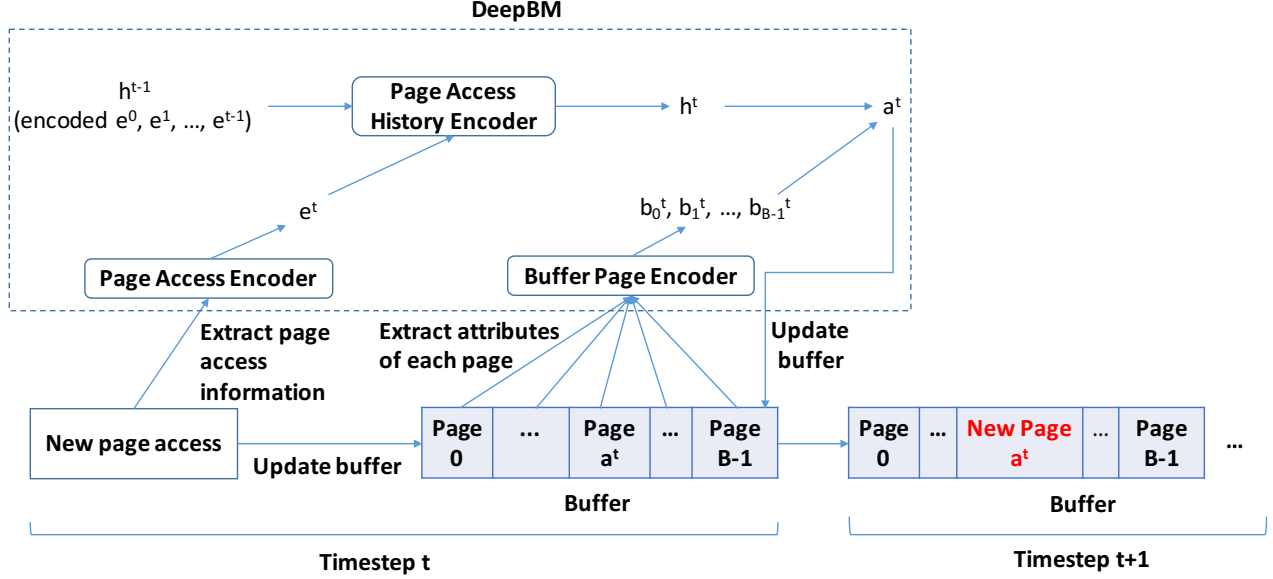 DeepBM
h^t-1
(encoded e^0, e^1, ..., e^t-1)
Page Access
History Encoder
h^t
a^t
e^t
b_0^t, b_1^t, ..., b_B-1^t
Page Access Encoder
Buffer Page Encoder
Extract page
access
information
Extract attributes
of each page
Update
buffer
New page access
Update buffer
Page
0
...
Page
a^t
...
Page
B-1
Buffer
Page
0
...
New Page
a^t
...
Page
B-1
...
Buffer
Timestep t
Timestep t+1